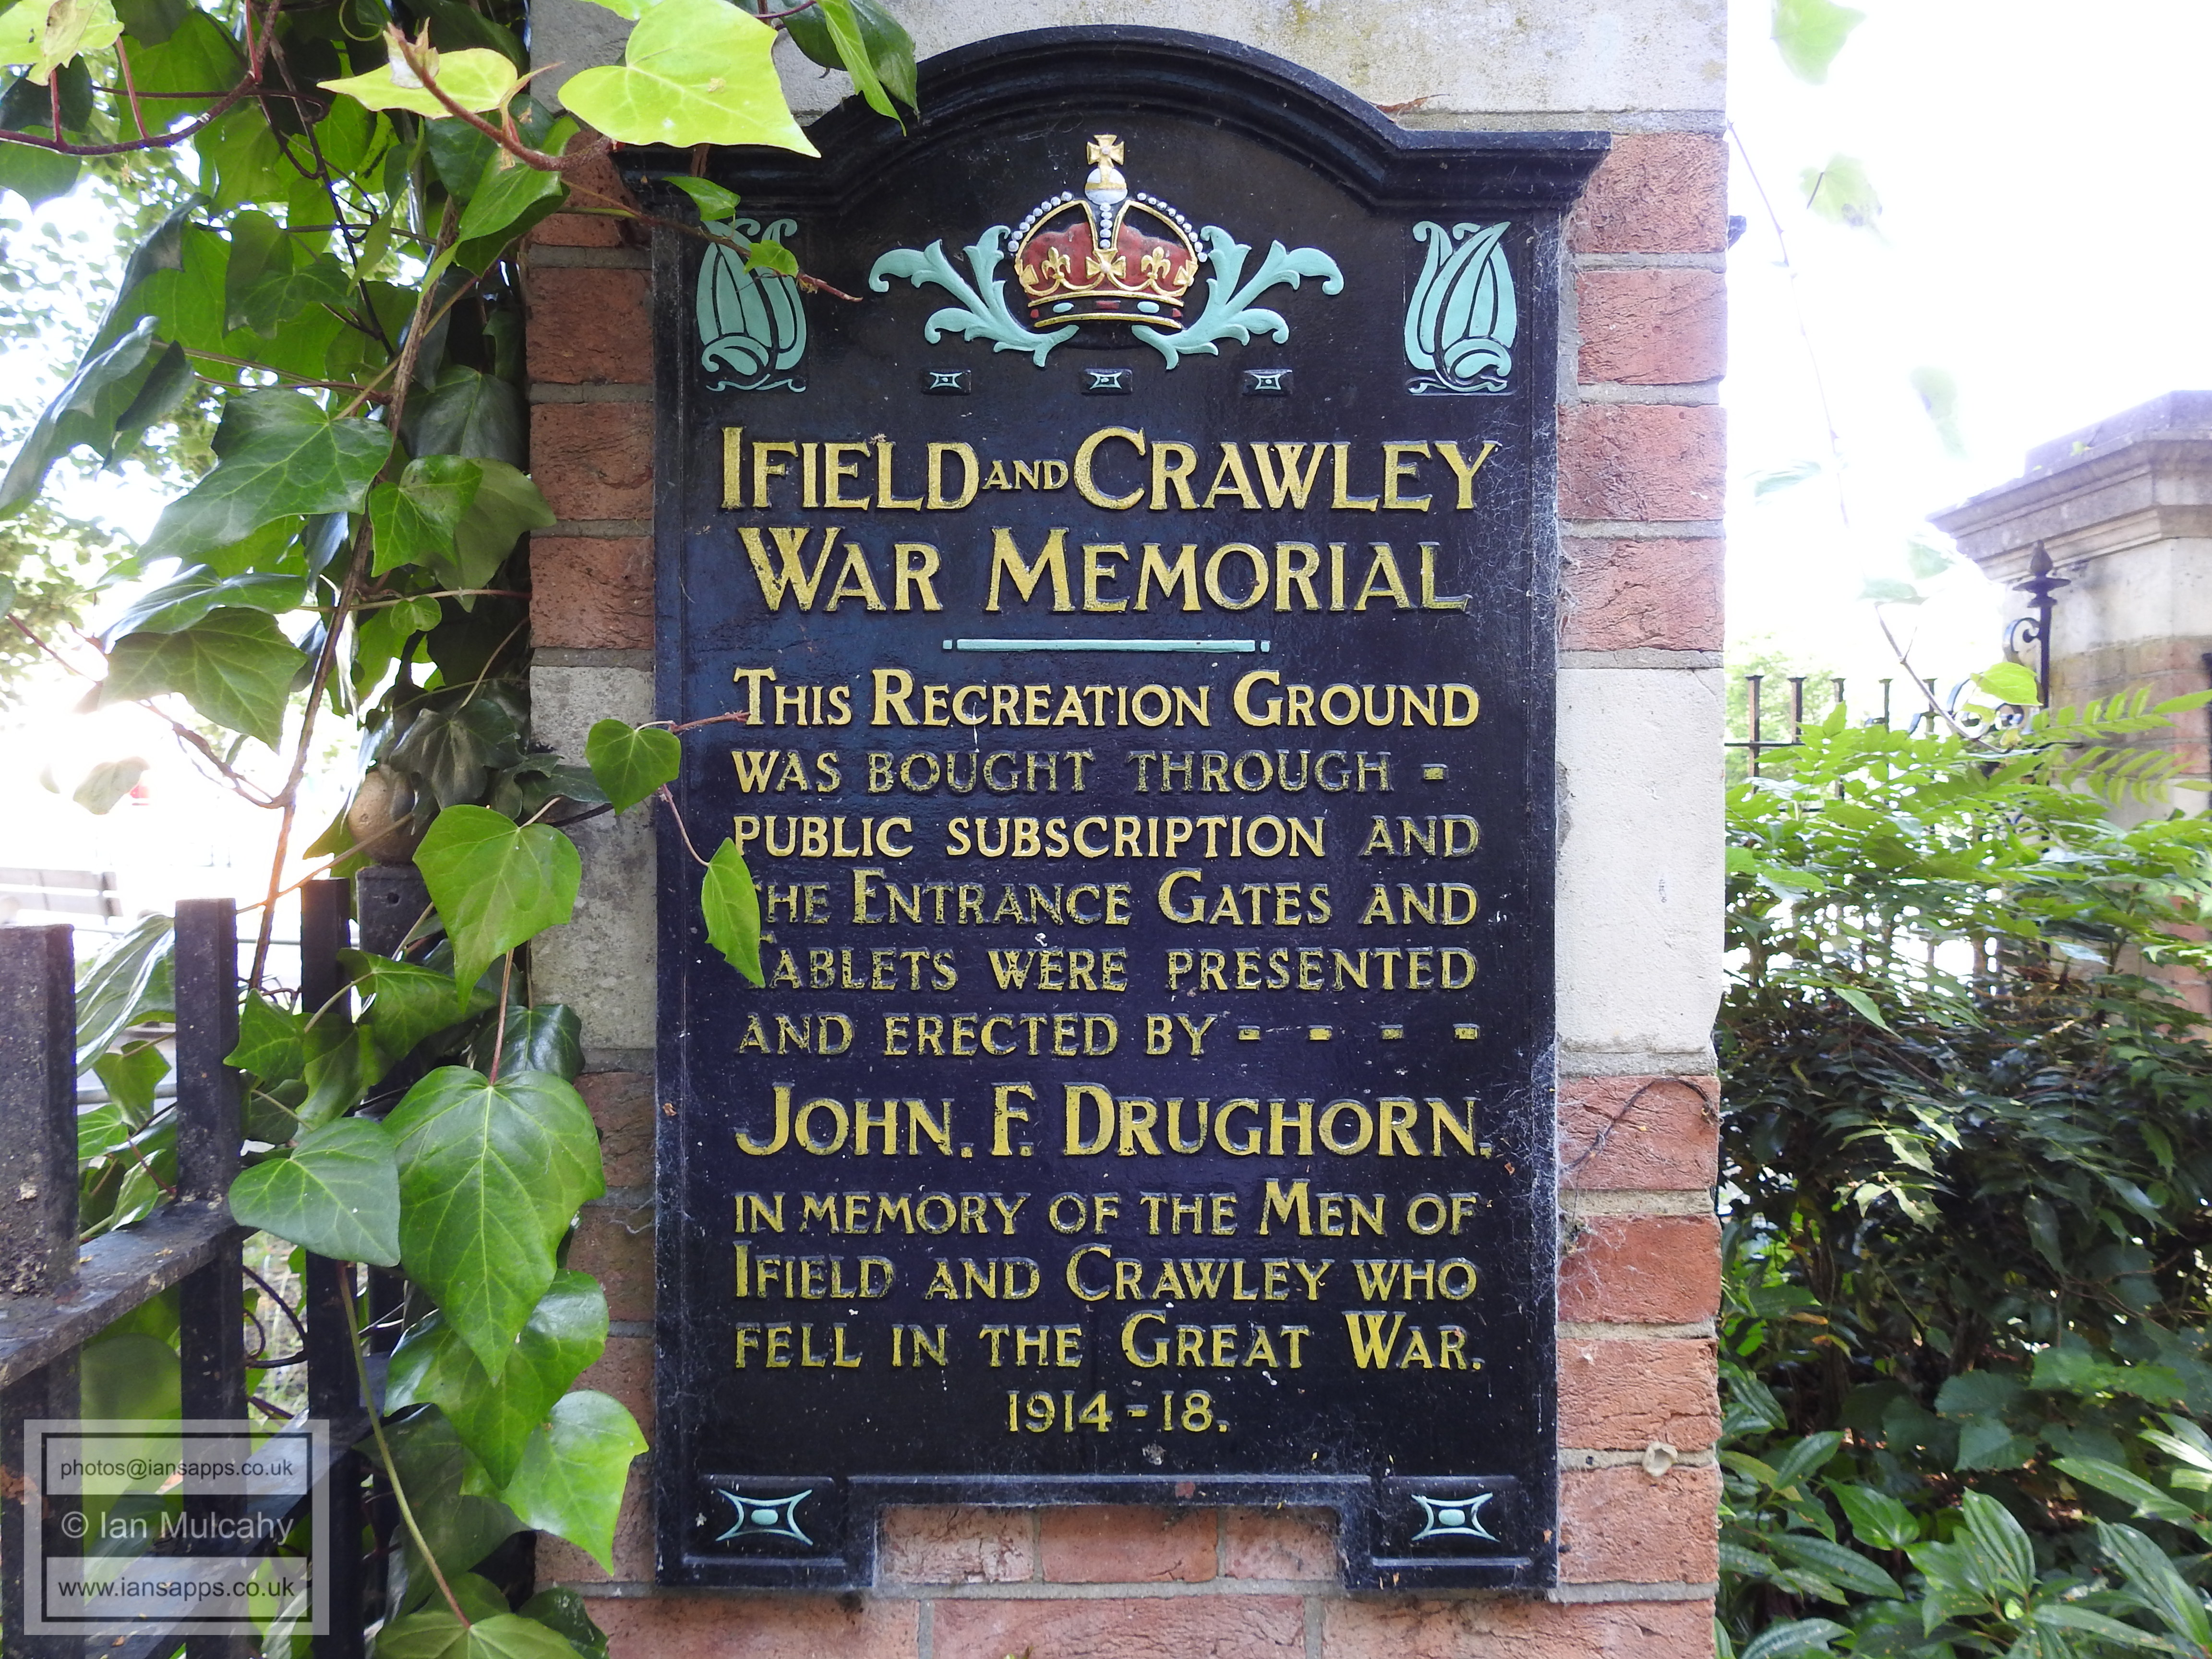 IFIELD AND CRAWLEY
WAR MEMORIAL
THIS RECREATION GROUND
WAS BOUGHT THROUGH -
PUBLIC SUBSCRIPTION AND
THE ENTRANCE GATES AND
TABLETS WERE PRESENTED
AND ERECTED BY - - - -
JOHN. F. DRUGHORN.
IN MEMORY OF THE MEN OF
IFIELD AND CRAWLEY WHO
FELL IN THE GREAT WAR.
1914-18.
photos@iansapps.co.uk
© Ian Mulcahy
www.iansapps.co.uk